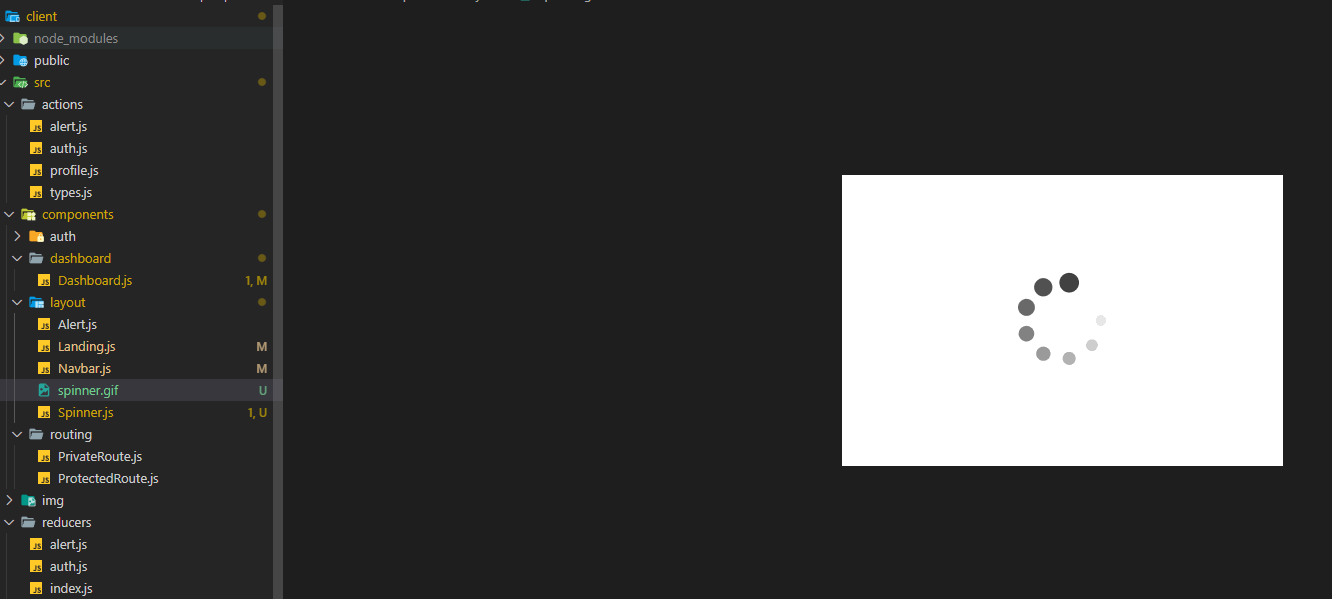 client
node_modules
public
src
actions
alert.js
auth.js
profile.js
types.js
components
auth
dashboard
Dashboard.js 1, M
layout
Alert.js
Landing.js M
Navbar.js M
spinner.gif U
Spinner.js 1, U
routing
PrivateRoute.js
ProtectedRoute.js
img
reducers
alert.js
auth.js
index.js